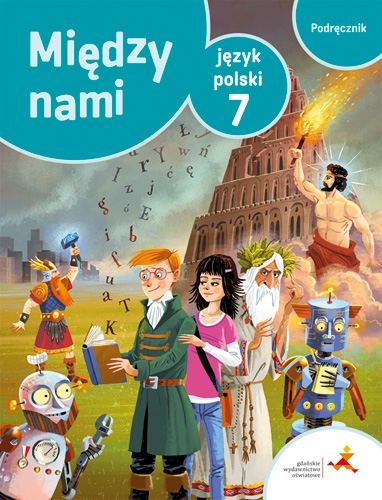 Między
nami
język
polski
7
Podręcznik
gdańskie
wydawnictwo
oświatowe